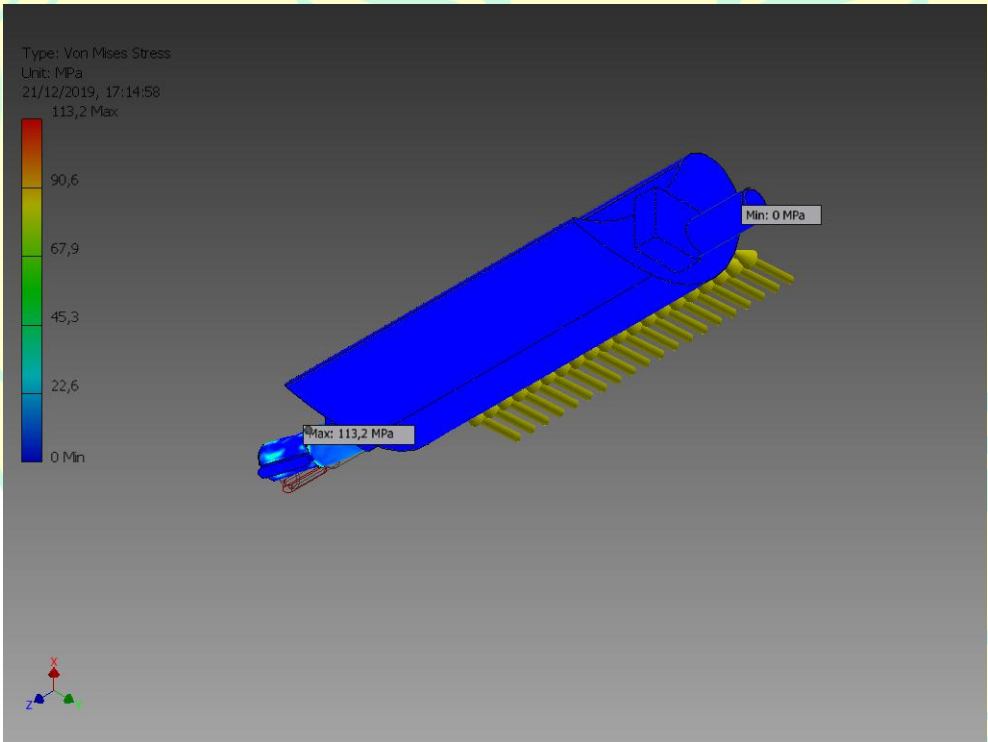 Type: Von Mises Stress
Unit: MPa
21/12/2019, 17:14:58
113,2 Max
90,6
67,9
45,3
22,6
0 Min
Min: 0 MPa
Max: 113,2 MPa
X
Z
Y